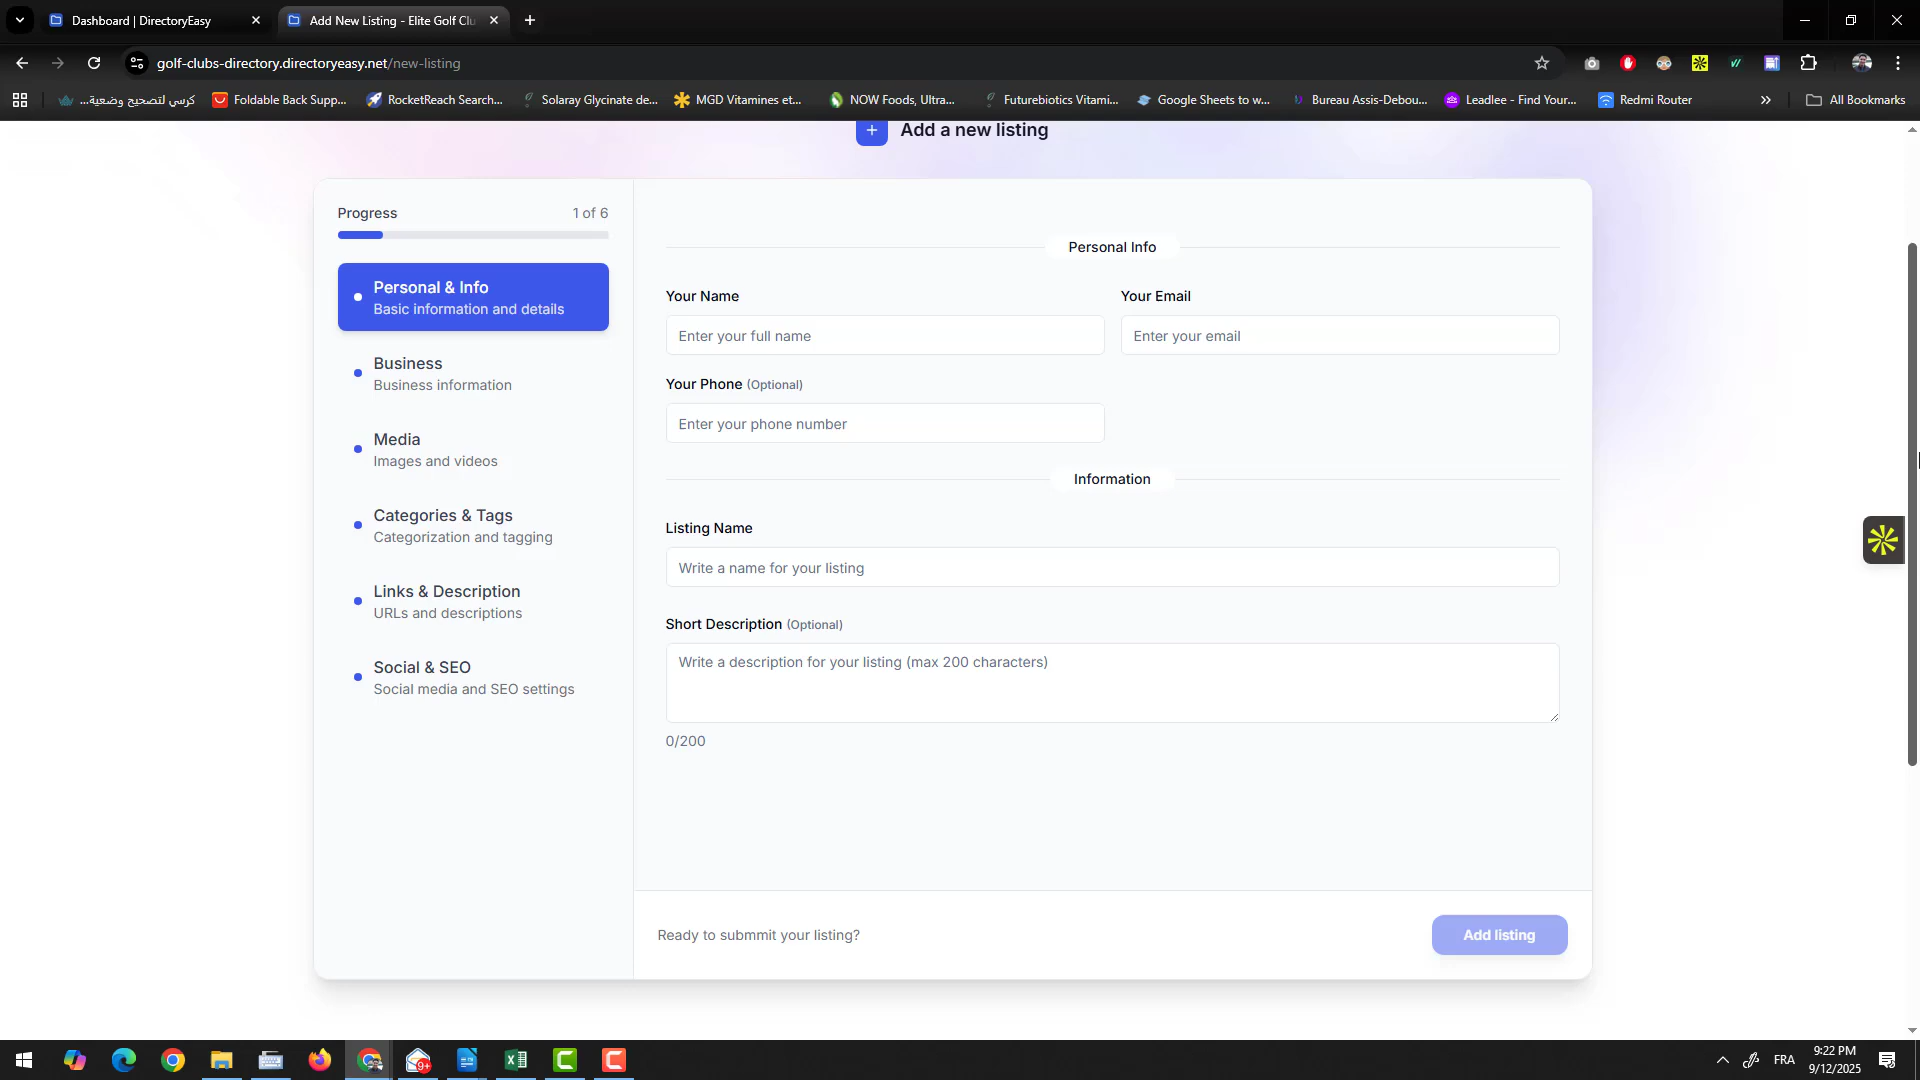 Dashboard | DirectoryEasy
Add New Listing - Elite Golf Clu
golf-clubs-directory.directoryeasy.net/new-listing
كرسي لتصحيح وضعية...
Foldable Back Supp...
RocketReach Search...
Solaray Glycinate de...
MGD Vitamines et...
NOW Foods, Ultra...
Futurebiotics Vitami...
Google Sheets to w...
Bureau Assis-Debou...
Leadlee - Find Your...
Redmi Router
All Bookmarks
Add a new listing
Progress
1 of 6
Personal & Info
Basic information and details
Business
Business information
Media
Images and videos
Categories & Tags
Categorization and tagging
Links & Description
URLs and descriptions
Social & SEO
Social media and SEO settings
Personal Info
Your Name
Your Email
Enter your full name
Enter your email
Your Phone (Optional)
Enter your phone number
Information
Listing Name
Write a name for your listing
Short Description (Optional)
Write a description for your listing (max 200 characters)
0/200
Ready to submmit your listing?
Add listing
9+
FRA
9:22 PM
9/12/2025